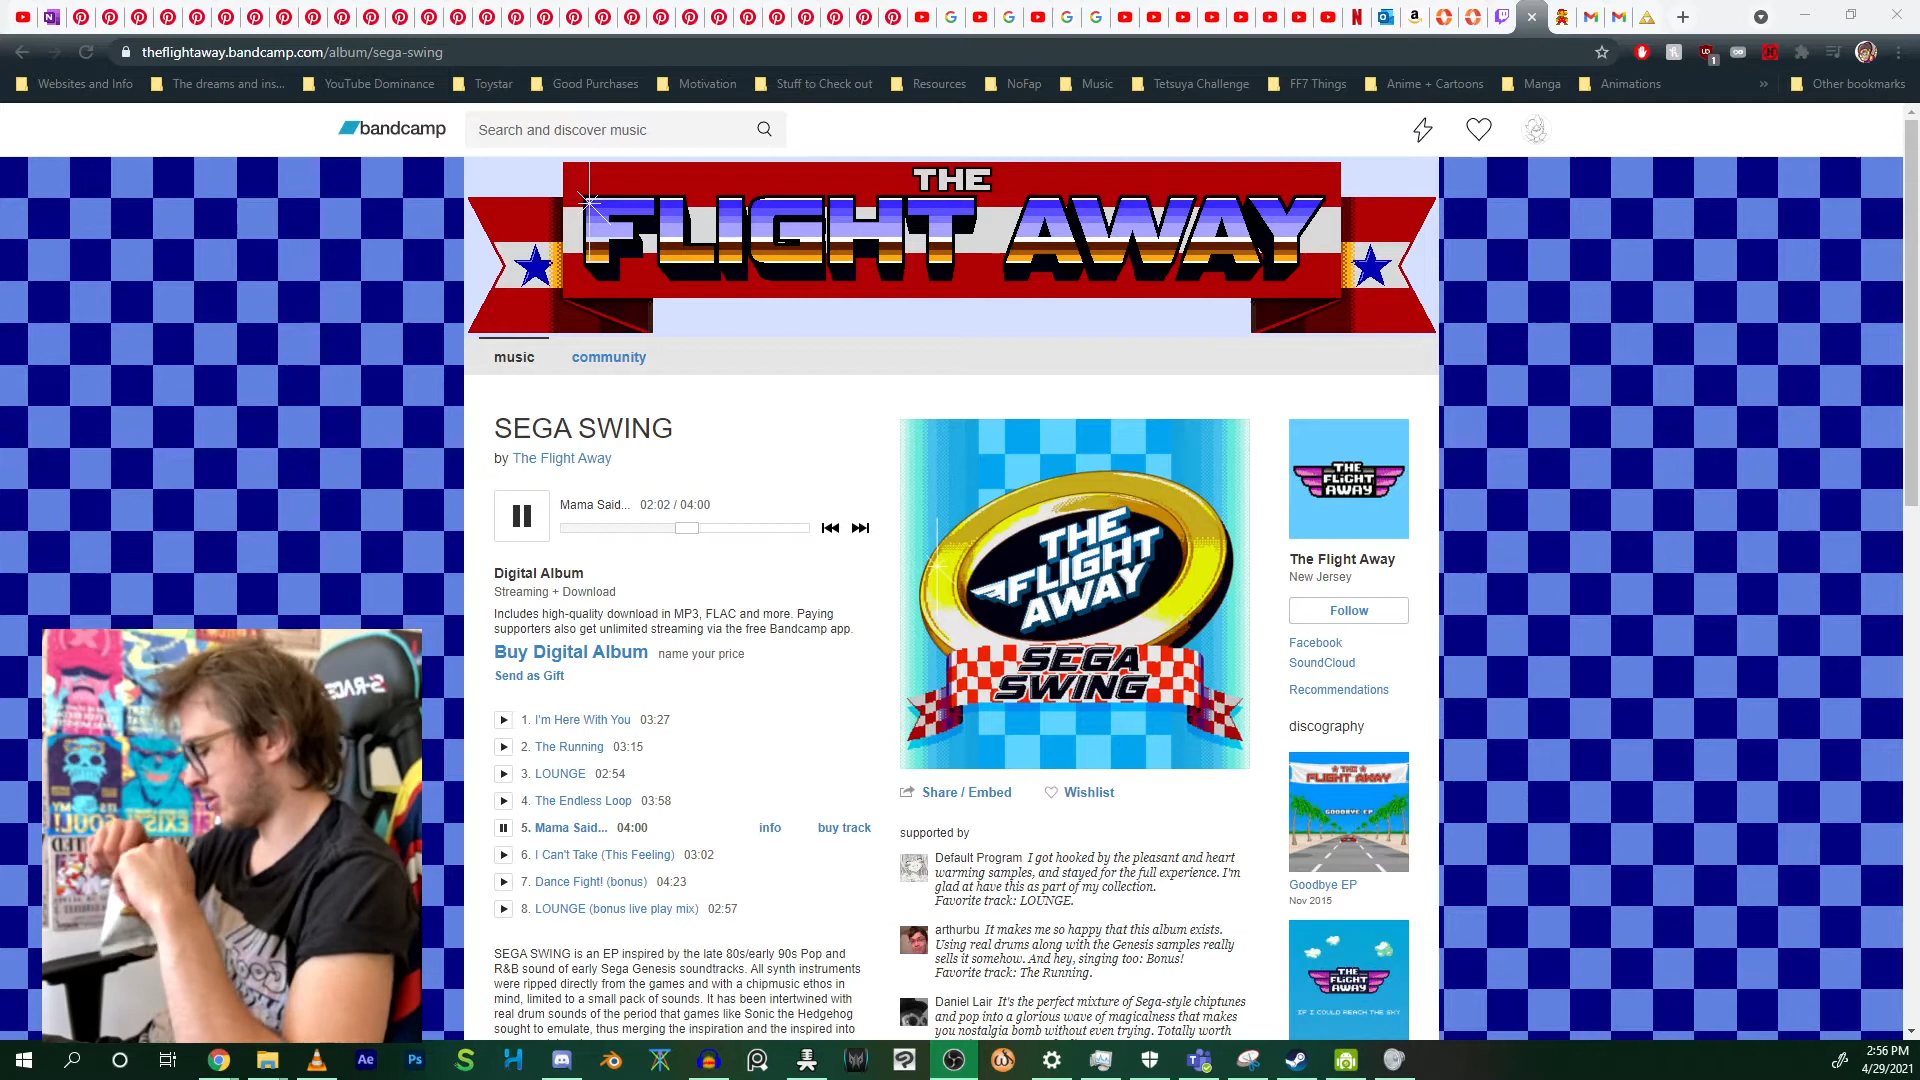 theflightaway.bandcamp.com/album/sega-swing
Websites and Info
The dreams and ins...
YouTube Dominance
Toystar
Good Purchases
Motivation
Stuff to Check out
Resources
NoFap
Music
Tetsuya Challenge
FF7 Things
Anime + Cartoons
Manga
Animations
Other bookmarks
bandcamp
Search and discover music
THE
FLIGHT AWAY
music
community
SEGA SWING
by The Flight Away
Mama Said... 02:02 / 04:00
Digital Album
Streaming + Download
Includes high-quality download in MP3, FLAC and more. Paying
supporters also get unlimited streaming via the free Bandcamp app.
Buy Digital Album name your price
Send as Gift
1. I'm Here With You 03:27
2. The Running 03:15
3. LOUNGE 02:54
4. The Endless Loop 03:58
5. Mama Said... 04:00 info buy track
6. I Can't Take (This Feeling) 03:02
7. Dance Fight! (bonus) 04:23
8. LOUNGE (bonus live play mix) 02:57
SEGA SWING is an EP inspired by the late 80s/early 90s Pop and
R&B sound of early Sega Genesis soundtracks. All synth instruments
were ripped directly from the games and with a chipmusic ethos in
mind, limited to a small pack of sounds. It has been intertwined with
real drum sounds of the period that games like Sonic the Hedgehog
sought to emulate, thus merging the inspiration and the inspired into
THE
FLIGHT
AWAY
SEGA
SWING
Share / Embed
Wishlist
supported by
Default Program I got hooked by the pleasant and heart
warming samples, and stayed for the full experience. I'm
glad at have this as part of my collection.
Favorite track: LOUNGE.
arthurbu It makes me so happy that this album exists.
Using real drums along with the Genesis samples really
sells it somehow. And hey, singing too: Bonus!
Favorite track: The Running.
Daniel Lair It's the perfect mixture of Sega-style chiptunes
and pop into a glorious wave of magicalness that makes
you nostalgia bomb without even trying. Totally worth
THE
FLIGHT
AWAY
The Flight Away
New Jersey
Follow
Facebook
SoundCloud
Recommendations
discography
THE
FLIGHT AWAY
GOODBYE EP
Goodbye EP
Nov 2015
THE
FLIGHT
AWAY
IF I COULD REACH THE SKY
2:56 PM
4/29/2021